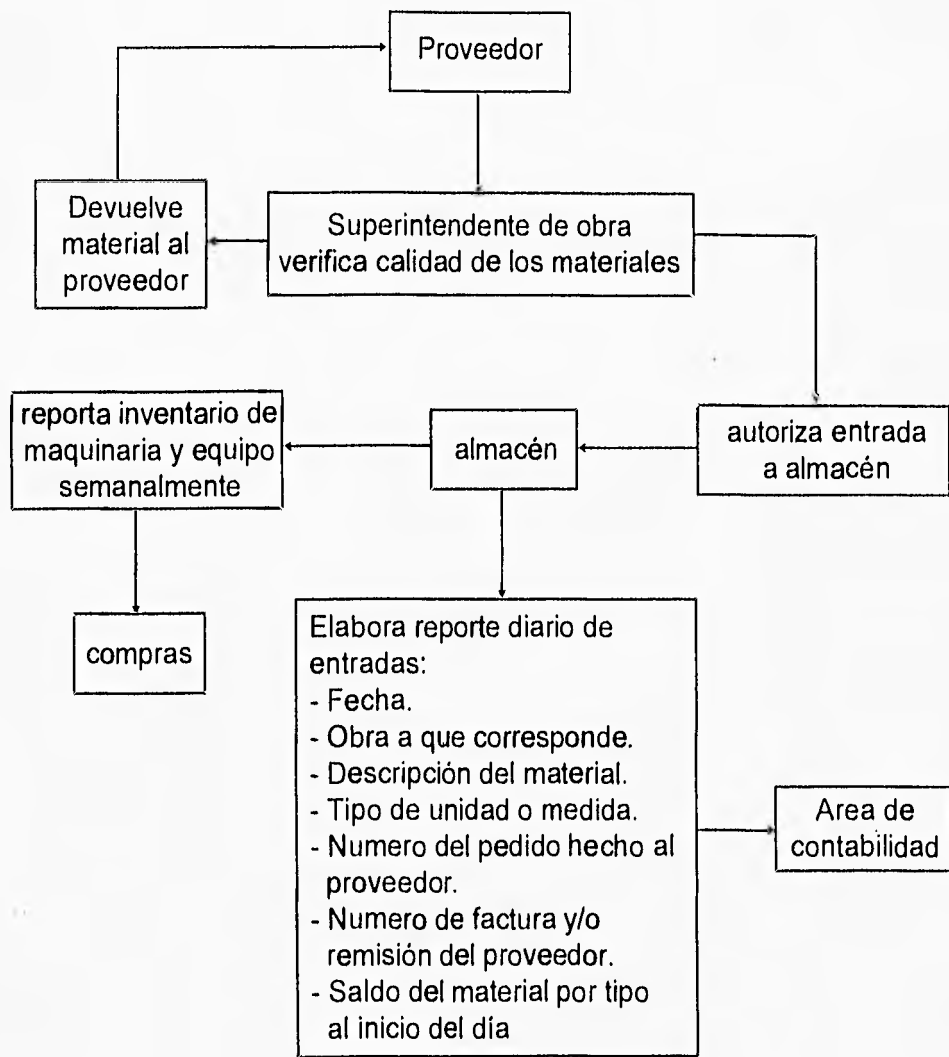 Proveedor
Devuelve
material al
proveedor
Superintendente de obra
verifica calidad de los materiales
reporta inventario de
maquinaria y equipo
semanalmente
almacén
autoriza entrada
a almacén
compras
Elabora reporte diario de
entradas:
- Fecha.
- Obra a que corresponde.
- Descripción del material.
- Tipo de unidad o medida.
- Numero del pedido hecho al
proveedor.
- Numero de factura y/o
remisión del proveedor.
- Saldo del material por tipo
al inicio del día
Area de
contabilidad